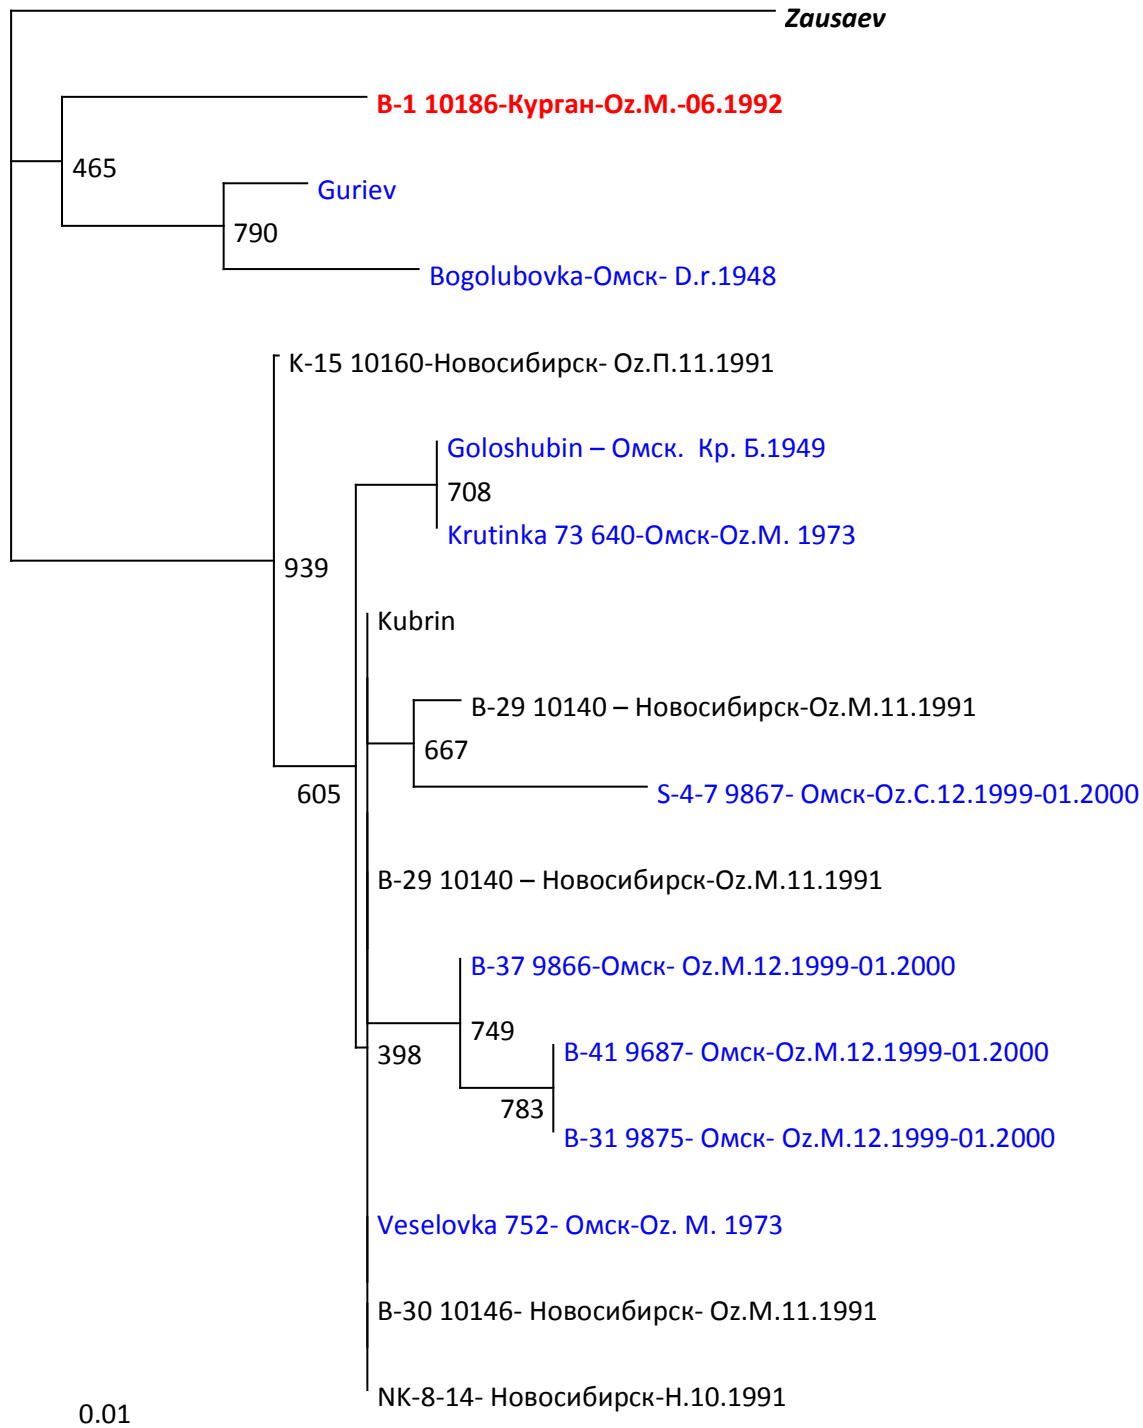 Zausaev
B-1 10186-Курган-Oz.M.-06.1992
465
Guriev
790
Bogolubovka-Омск- D.r.1948
K-15 10160-Новосибирск- Oz.П.11.1991
Goloshubin – Омск. Кр. Б.1949
708
Krutinka 73 640-Омск-Oz.M. 1973
939
Kubrin
B-29 10140 – Новосибирск-Oz.M.11.1991
667
S-4-7 9867- Омск-Oz.C.12.1999-01.2000
605
B-29 10140 – Новосибирск-Oz.M.11.1991
B-37 9866-Омск- Oz.M.12.1999-01.2000
749
398
B-41 9687- Омск-Oz.M.12.1999-01.2000
783
B-31 9875- Омск- Oz.M.12.1999-01.2000
Veselovka 752- Омск-Oz. M. 1973
B-30 10146- Новосибирск- Oz.M.11.1991
NK-8-14- Новосибирск-Н.10.1991
0.01